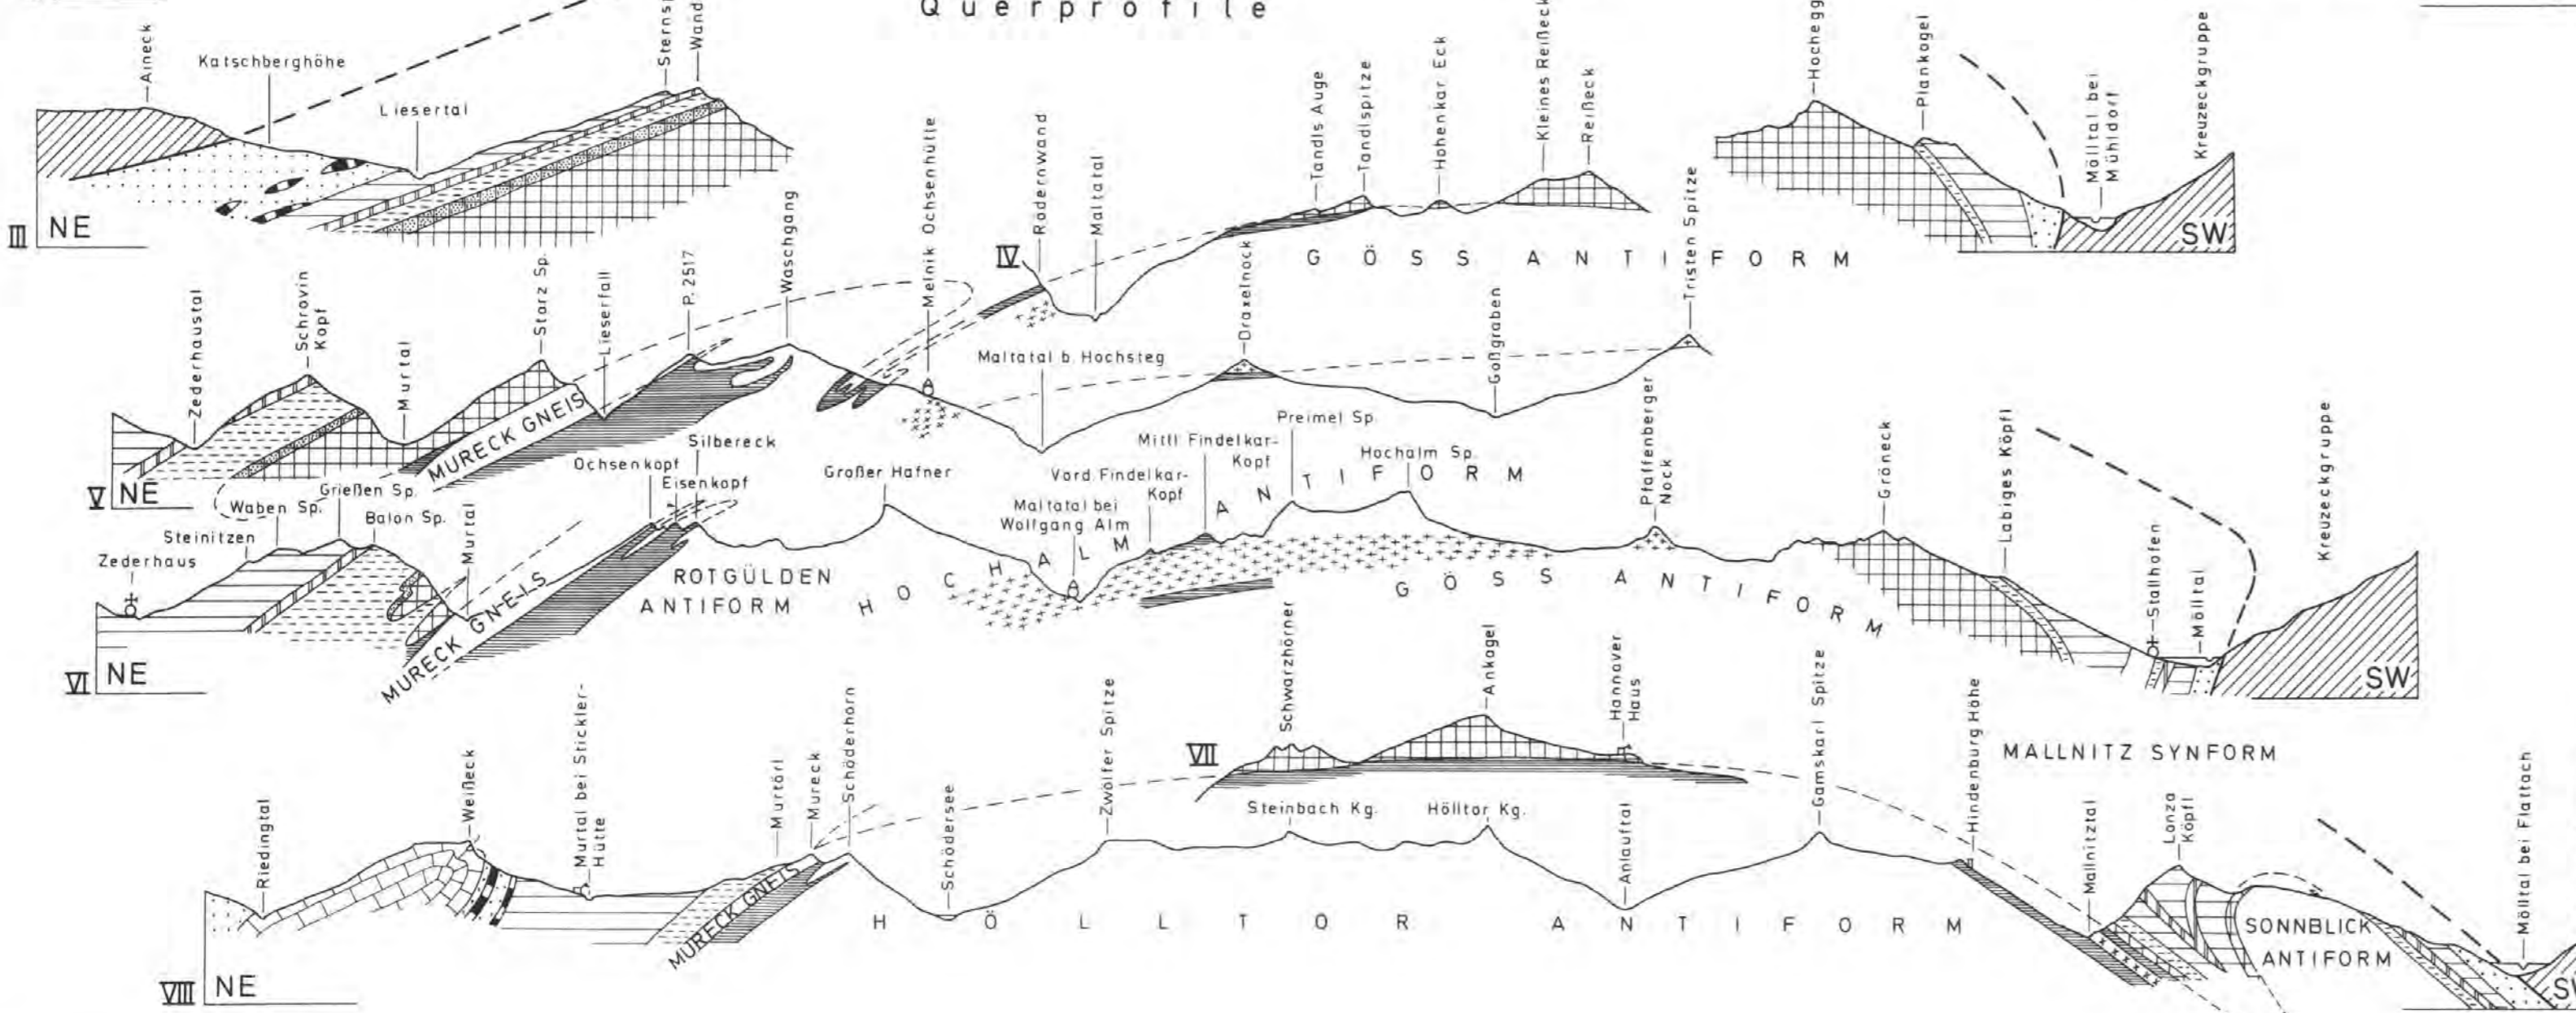 Querprofile
Aineck
Katschberghöhe
Liesertal
III
NE
Rödernwand
Maltatal
Tandls Auge
Tandlspitze
Hohenkar Eck
Kleines Reißeck
Reißeck
Hochegg
Plankogel
Mölltal bei
Mühldorf
Kreuzeckgruppe
SW
IV
GÖSS ANTIFORM
Zederhaustal
Schrovin
Kopf
Murtal
Starz Sp.
Lieserfall
P. 2517
Waschgang
Melnik Ochsenhütte
Maltatal b. Hochsteg
Draxelnock
Goßgraben
Tristen Spitze
MURECK GNEIS
V
NE
Zederhaus
Steinitzen
Waben Sp.
Grießen Sp.
Balon Sp.
Murtal
Ochsenkopf
Eisenkopf
Silbereck
Großer Hafner
Maltatal bei
Wolfgang Alm
Vord. Findelkar-
Kopf
Mittl. Findelkar-
Kopf
Preimel Sp.
Hochalm Sp.
Pfaffenberger
Nock
Gröneck
Labiges Köpfl
Stallhofen
Mölltal
Kreuzeckgruppe
MURECK GN-E-I-S
ROTGÜLDEN
ANTIFORM
HOCHALM ANTIFORM
GÖSS ANTIFORM
VI
NE
SW
VII
Schwarzhörner
Ankogel
Hannover
Haus
MALLNITZ SYNFORM
Riedingtal
Weißeck
Murtal bei Stickler-
Hütte
Murtörl
Mureck
Schöderhorn
Schödersee
Zwölfer Spitze
Steinbach Kg.
Hölltor Kg.
Anlauftal
Gamskarl Spitze
Hindenburg Höhe
Mallnitztal
Lonza
Köpfl
Mölltal bei Flattach
MURECK GNEIS
HÖLLTOR ANTIFORM
SONNBLICK
ANTIFORM
VIII
NE